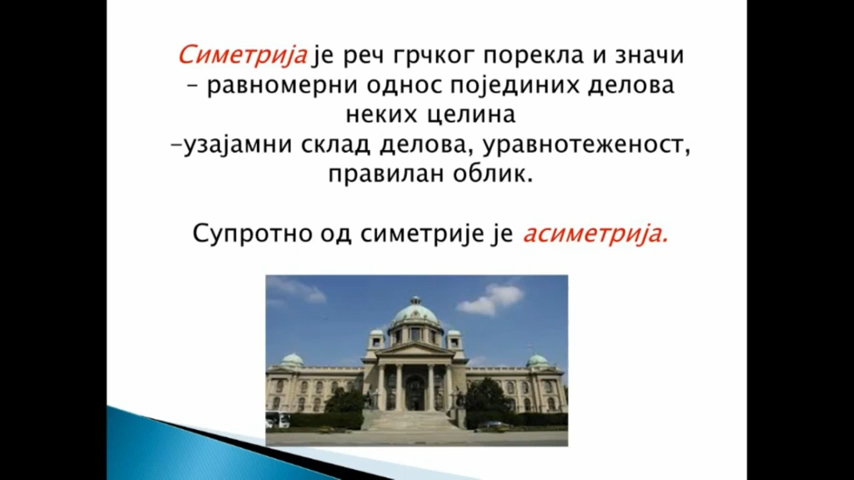 Симетрија је реч грчког порекла и значи
– равномерни однос појединих делова
неких целина
–узајамни склад делова, уравнотеженост,
правилан облик.
Супротно од симетрије је асиметрија.